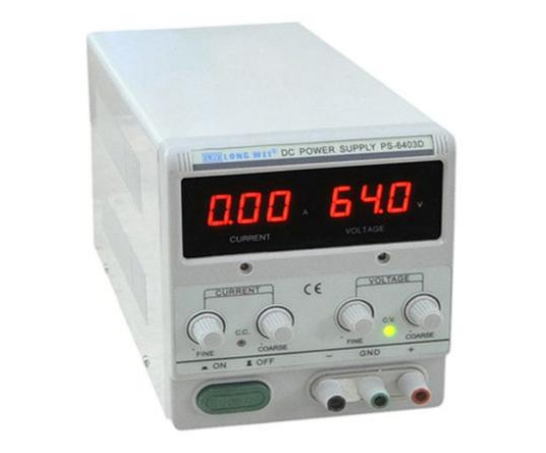 LW LONG WEI DC POWER SUPPLY PS-6403D
0.00 A 64.0 V
CURRENT VOLTAGE
CURRENT CE VOLTAGE
C.C. C.V.
FINE COARSE FINE COARSE
ON OFF − GND +